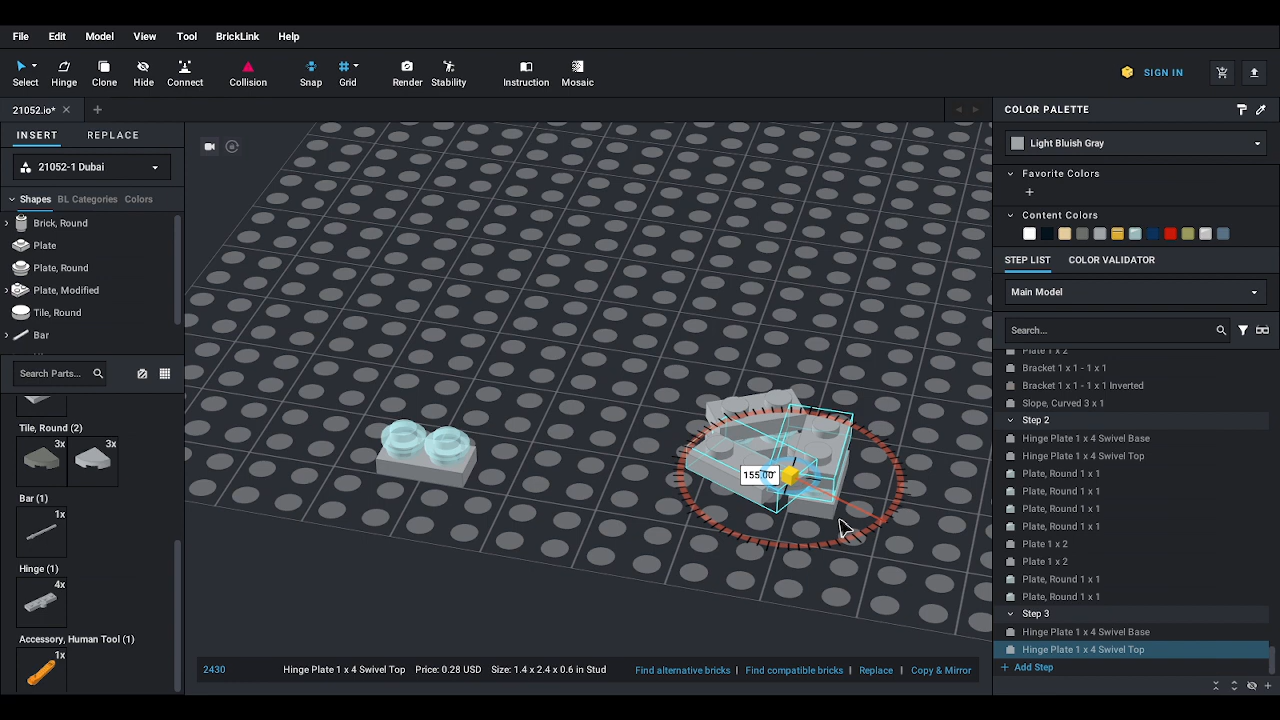 File Edit Model View Tool BrickLink Help
Select Hinge Clone Hide Connect Collision Snap Grid Render Stability Instruction Mosaic SIGN IN
21052.io*
INSERT REPLACE
21052-1 Dubai
Shapes BL Categories Colors
Brick, Round
Plate
Plate, Round
Plate, Modified
Tile, Round
Bar
Search Parts...
Tile, Round (2)
3x 3x
Bar (1)
1x
Hinge (1)
4x
Accessory, Human Tool (1)
1x
155.00°
2430 Hinge Plate 1 x 4 Swivel Top Price: 0.28 USD Size: 1.4 x 2.4 x 0.6 in Stud Find alternative bricks | Find compatible bricks | Replace | Copy & Mirror
COLOR PALETTE
Light Bluish Gray
Favorite Colors
+
Content Colors
STEP LIST COLOR VALIDATOR
Main Model
Search...
Plate 1 x 2
Bracket 1 x 1 - 1 x 1
Bracket 1 x 1 - 1 x 1 Inverted
Slope, Curved 3 x 1
Step 2
Hinge Plate 1 x 4 Swivel Base
Hinge Plate 1 x 4 Swivel Top
Plate, Round 1 x 1
Plate, Round 1 x 1
Plate, Round 1 x 1
Plate, Round 1 x 1
Plate 1 x 2
Plate 1 x 2
Plate, Round 1 x 1
Plate, Round 1 x 1
Step 3
Hinge Plate 1 x 4 Swivel Base
Hinge Plate 1 x 4 Swivel Top
+ Add Step